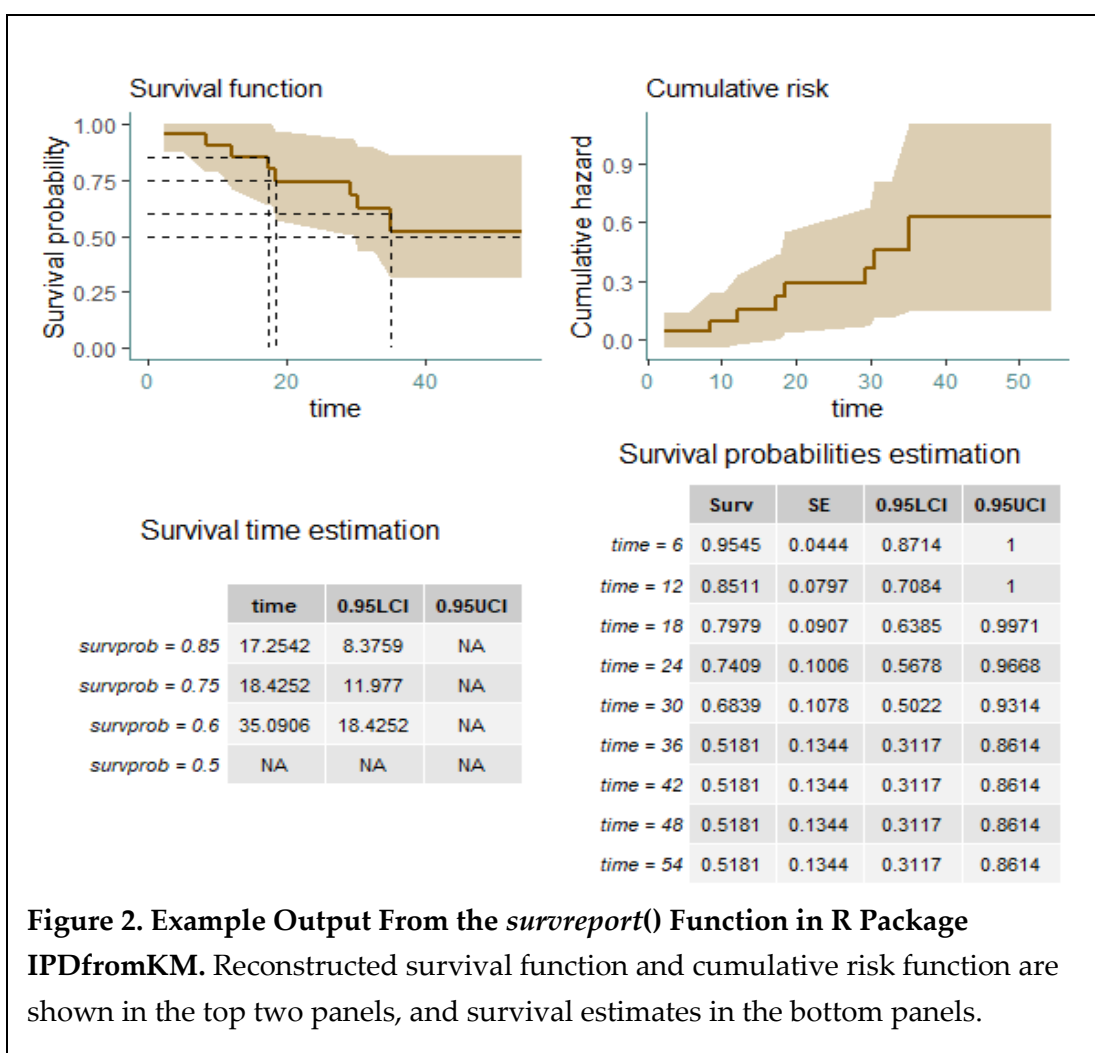 Survival function
1.00
0.75
0.50
0.25
0.00
Survival probability
0 20 40
time
Cumulative risk
0.9
0.6
0.3
0.0
Cumulative hazard
0 10 20 30 40 50
time
Survival time estimation
time 0.95LCI 0.95UCI
survprob = 0.85 17.2542 8.3759 NA
survprob = 0.75 18.4252 11.977 NA
survprob = 0.6 35.0906 18.4252 NA
survprob = 0.5 NA NA NA
Survival probabilities estimation
Surv SE 0.95LCI 0.95UCI
time = 6 0.9545 0.0444 0.8714 1
time = 12 0.8511 0.0797 0.7084 1
time = 18 0.7979 0.0907 0.6385 0.9971
time = 24 0.7409 0.1006 0.5678 0.9668
time = 30 0.6839 0.1078 0.5022 0.9314
time = 36 0.5181 0.1344 0.3117 0.8614
time = 42 0.5181 0.1344 0.3117 0.8614
time = 48 0.5181 0.1344 0.3117 0.8614
time = 54 0.5181 0.1344 0.3117 0.8614
Figure 2. Example Output From the survreport() Function in R Package
IPDfromKM. Reconstructed survival function and cumulative risk function are
shown in the top two panels, and survival estimates in the bottom panels.